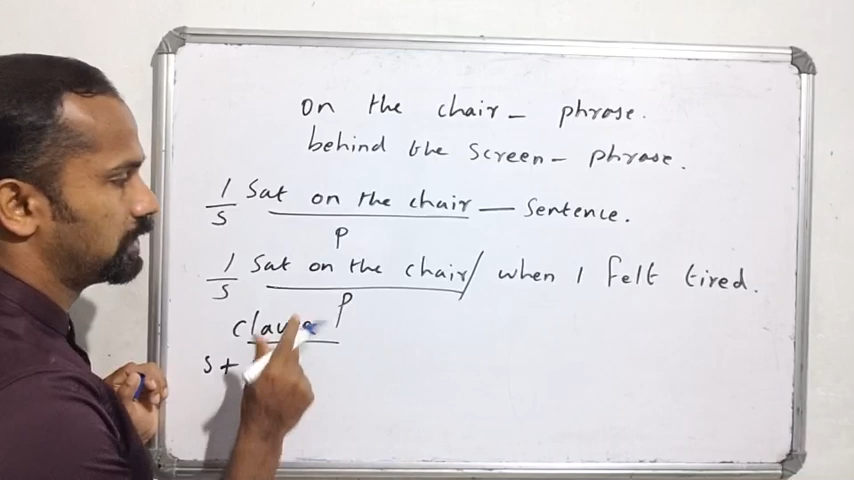 on the chair - phrase.
behind the screen - phrase.
I sat on the chair - sentence.
S P
I sat on the chair / when I felt tired.
S P
clause
S +